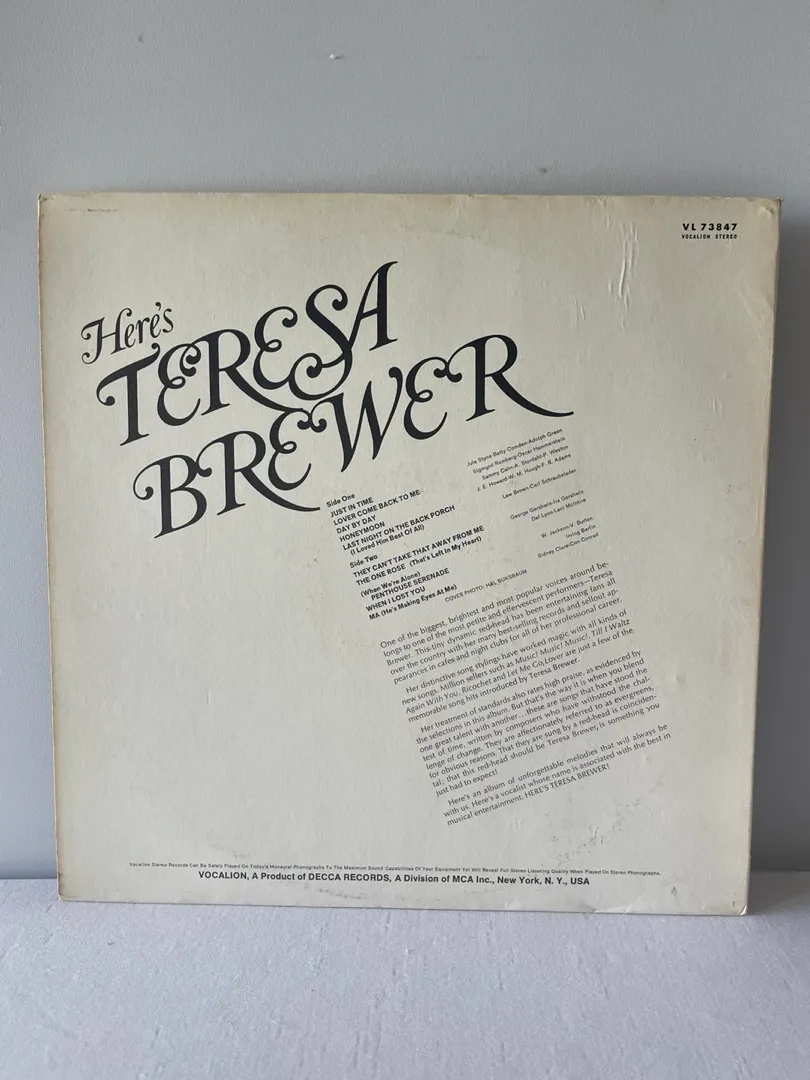 VL 73847
VOCALION STEREO
Here's
TERESA
BREWER
Side One
JUST IN TIME Jule Styne-Betty Comden-Adolph Green
LOVER COME BACK TO ME Sigmund Romberg-Oscar Hammerstein
DAY BY DAY Sammy Cahn-A. Stordahl-P. Weston
HONEYMOON J. E. Howard-W. M. Hough-F. R. Adams
LAST NIGHT ON THE BACK PORCH
(I Loved Him Best Of All) Lew Brown-Carl Schraubstader
Side Two
THEY CAN'T TAKE THAT AWAY FROM ME George Gershwin-Ira Gershwin
THE ONE ROSE (That's Left In My Heart) Del Lyon-Lani McIntire
(When We're Alone)
PENTHOUSE SERENADE W. Jackson-V. Burton
WHEN I LOST YOU Irving Berlin
MA (He's Making Eyes At Me) Sidney Clare-Con Conrad
COVER PHOTO: HAL BUKSBAUM
One of the biggest, brightest and most popular voices around be-
longs to one of the most petite and effervescent performers—Teresa
Brewer. This tiny dynamic red-head has been entertaining fans all
over the country with her many best-selling records and sellout ap-
pearances in cafes and night clubs for all of her professional career.
Her distinctive song stylings have worked magic with all kinds of
new songs. Million sellers such as Music! Music! Music!, Till I Waltz
Again With You, Ricochet and Let Me Go, Lover are just a few of the
memorable song hits introduced by Teresa Brewer.
Her treatment of standards also rates high praise, as evidenced by
the selections in this album. But that's the way it is when you blend
one great talent with another...these are songs that have stood the
test of time, written by composers who have withstood the chal-
lenge of change. They are affectionately referred to as evergreens,
for obvious reasons. That they are sung by a red-head is coinciden-
tal; that this red-head should be Teresa Brewer, is something you
just had to expect!
Here's an album of unforgettable melodies that will always be
with us. Here's a vocalist whose name is associated with the best in
musical entertainment. HERE'S TERESA BREWER!
Vocalion Stereo Records Can Be Safely Played On Today's Monaural Phonographs To The Maximum Sound Capabilities Of Your Equipment Yet Will Reveal Full Stereo Listening Quality When Played On Stereo Phonographs.
VOCALION, A Product of DECCA RECORDS, A Division of MCA Inc., New York, N. Y., USA